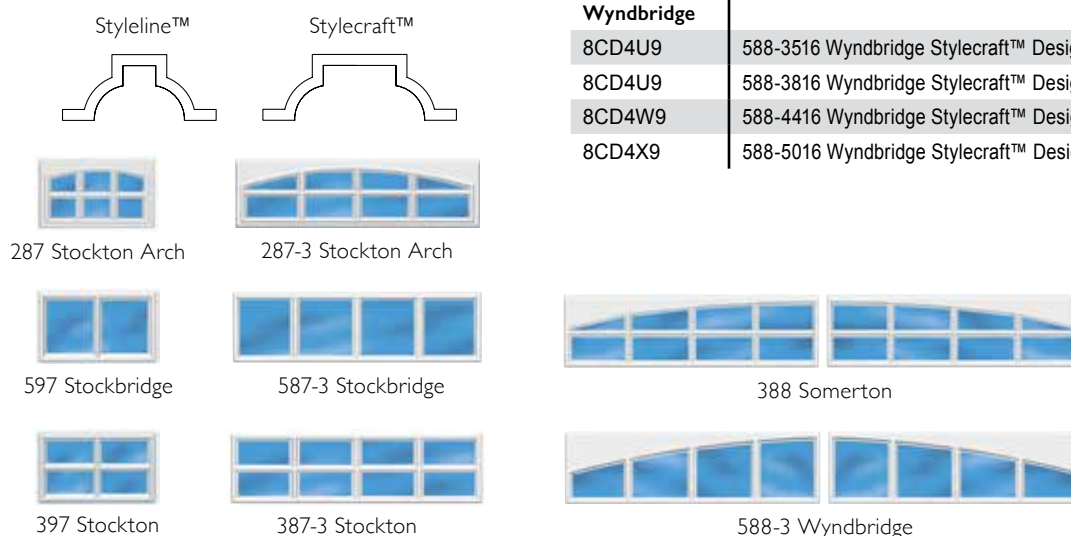 Styleline™
Stylecraft™
287 Stockton Arch
287-3 Stockton Arch
597 Stockbridge
587-3 Stockbridge
397 Stockton
387-3 Stockton
Wyndbridge
8CD4U9 588-3516 Wyndbridge Stylecraft™
8CD4U9 588-3816 Wyndbridge Stylecraft™
8CD4W9 588-4416 Wyndbridge Stylecraft™
8CD4X9 588-5016 Wyndbridge Stylecraft™
388 Somerton
588-3 Wyndbridge